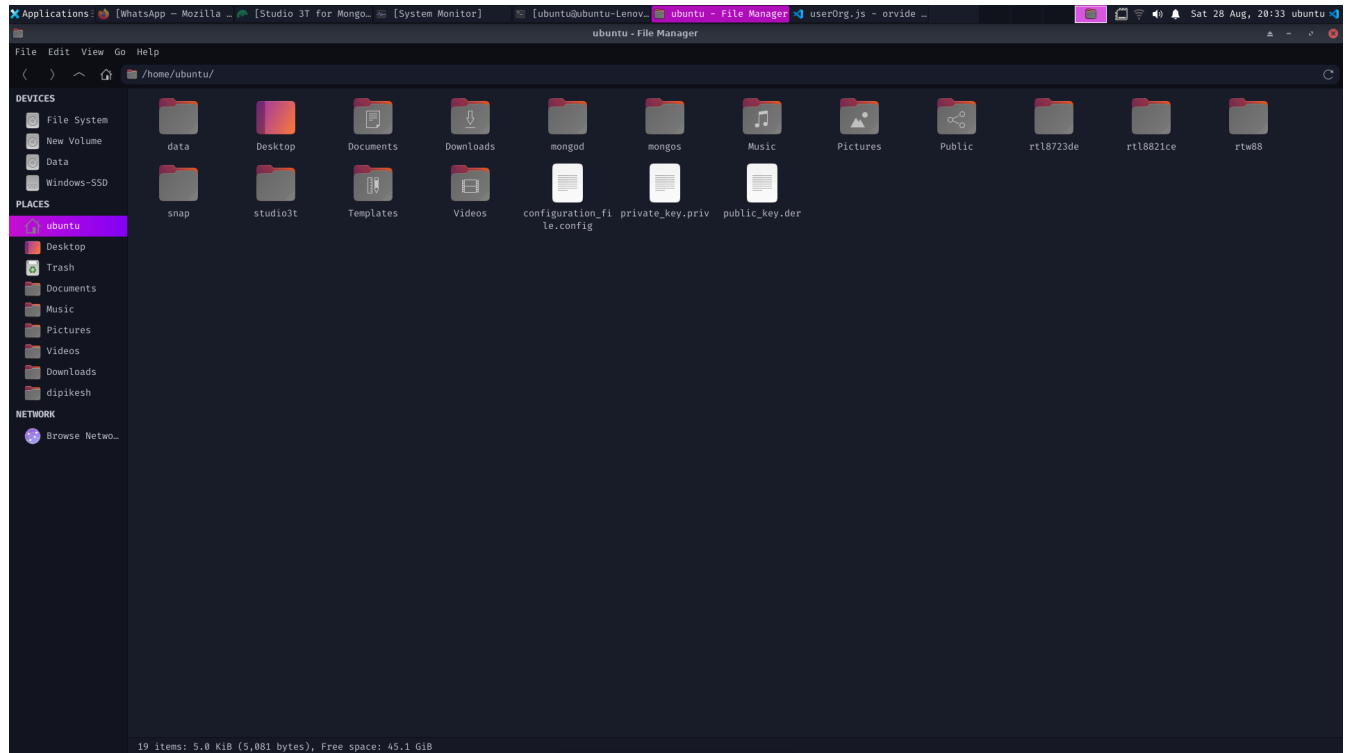 Applications
[WhatsApp — Mozilla …
[Studio 3T for Mongo…
[System Monitor]
[ubuntu@ubuntu-Lenov…
ubuntu - File Manager
userOrg.js - orvide …
Sat 28 Aug, 20:33 ubuntu
ubuntu - File Manager
File Edit View Go Help
/home/ubuntu/
DEVICES
File System
New Volume
Data
Windows-SSD
PLACES
ubuntu
Desktop
Trash
Documents
Music
Pictures
Videos
Downloads
dipikesh
NETWORK
Browse Netwo…
data Desktop Documents Downloads mongod mongos Music Pictures Public rtl8723de rtl8821ce rtw88
snap studio3t Templates Videos configuration_fi private_key.priv public_key.der
le.config
19 items: 5.0 KiB (5,081 bytes), Free space: 45.1 GiB